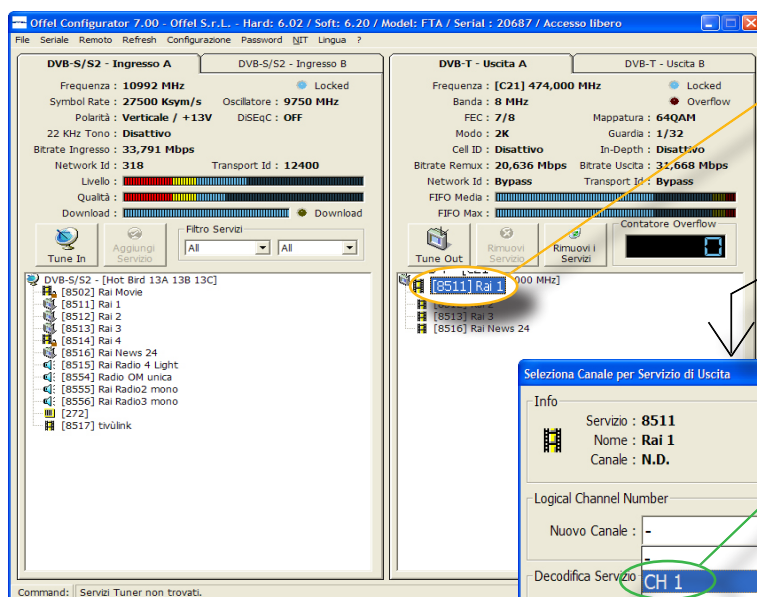 Offel Configurator 7.00 - Offel S.r.L. - Hard: 6.02 / Soft: 6.20 / Model: FTA / Serial : 20687 / Accesso libero
File Seriale Remoto Refresh Configurazione Password NIT Lingua ?
DVB-S/S2 - Ingresso A
DVB-S/S2 - Ingresso B
Frequenza : 10992 MHz
Locked
Symbol Rate : 27500 Ksym/s Oscillatore : 9750 MHz
Polarità : Verticale / +13V DiSEqC : OFF
22 KHz Tono : Disattivo
Bitrate Ingresso : 33,791 Mbps
Network Id : 318 Transport Id : 12400
Livello :
Qualità :
Download : Download
Tune In
Aggiungi Servizio
Filtro Servizi
All
All
DVB-S/S2 - [Hot Bird 13A 13B 13C]
[8502] Rai Movie
[8511] Rai 1
[8512] Rai 2
[8513] Rai 3
[8514] Rai 4
[8516] Rai News 24
[8515] Rai Radio 4 Light
[8554] Radio OM unica
[8555] Rai Radio2 mono
[8556] Rai Radio3 mono
[272]
[8517] tivùlink
DVB-T - Uscita A
DVB-T - Uscita B
Frequenza : [C21] 474,000 MHz
Locked
Banda : 8 MHz
Overflow
FEC : 7/8 Mappatura : 64QAM
Modo : 2K Guardia : 1/32
Cell ID : Disattivo In-Depth : Disattivo
Bitrate Remux : 20,636 Mbps Bitrate Uscita : 31,668 Mbps
Network Id : Bypass Transport Id : Bypass
FIFO Media :
FIFO Max :
Tune Out
Rimuovi Servizio
Rimuovi i Servizi
Contatore Overflow
0
000 MHz]
[8511] Rai 1
[8513] Rai 3
[8516] Rai News 24
Seleziona Canale per Servizio di Uscita
Info
Servizio : 8511
Nome : Rai 1
Canale : N.D.
Logical Channel Number
Nuovo Canale : -
-
Decodifica Servizio
CH 1
Command: Servizi Tuner non trovati.